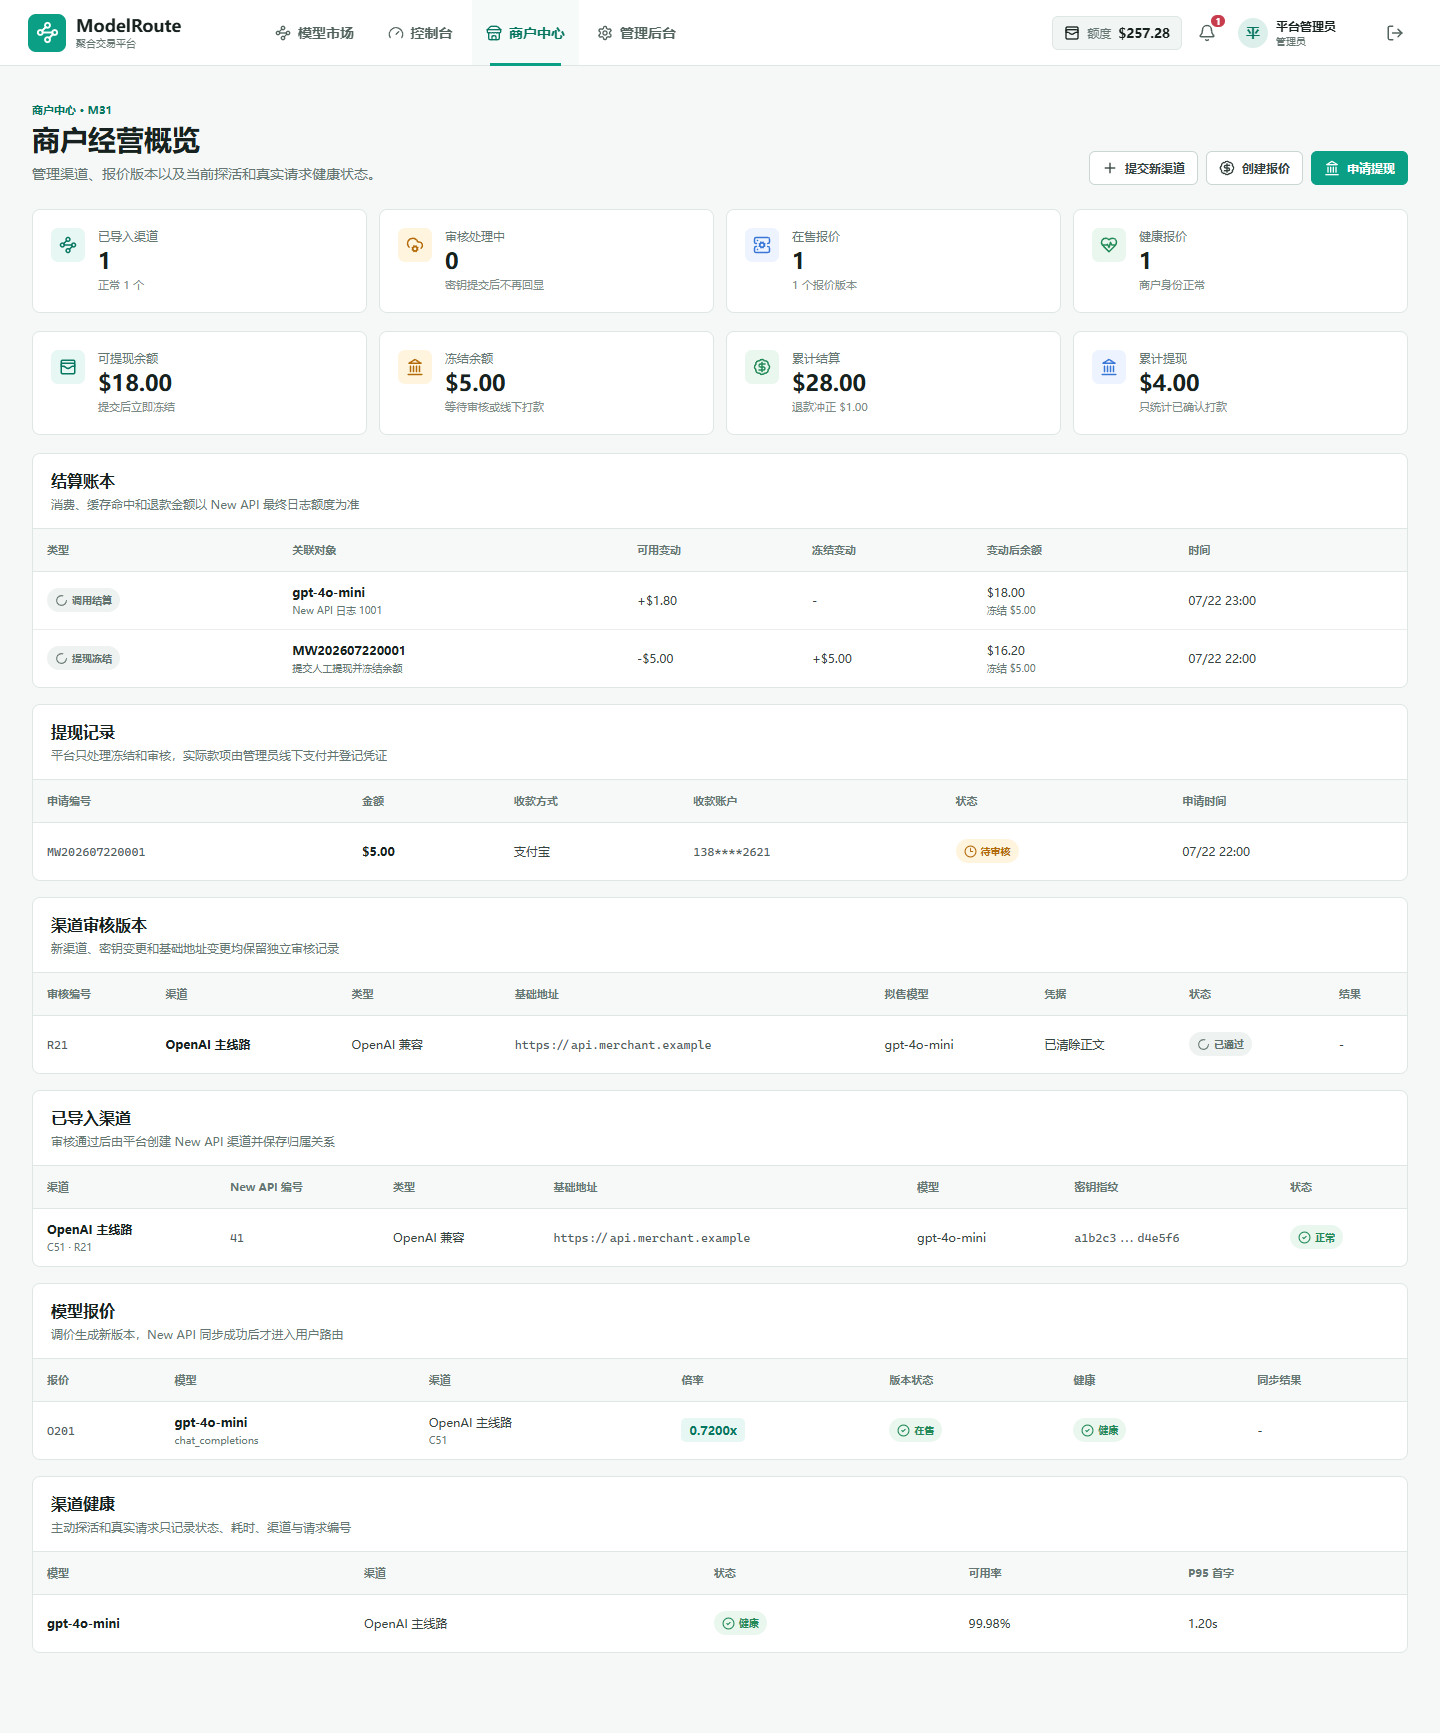 ModelRoute
聚合交易平台
模型市场
控制台
商户中心
管理后台
额度 $257.28
1
平
平台管理员
管理员
商户中心 • M31
商户经营概览
管理渠道、报价版本以及当前探活和真实请求健康状态。
提交新渠道
创建报价
申请提现
已导入渠道
1
正常 1 个
审核处理中
0
密钥提交后不再回显
在售报价
1
1 个报价版本
健康报价
1
商户身份正常
可提现余额
$18.00
提交后立即冻结
冻结余额
$5.00
等待审核或线下打款
累计结算
$28.00
退款冲正 $1.00
累计提现
$4.00
只统计已确认打款
结算账本
消费、缓存命中和退款金额以 New API 最终日志额度为准
类型 关联对象 可用变动 冻结变动 变动后余额 时间
调用结算 gpt-4o-mini +$1.80 - $18.00 07/22 23:00
New API 日志 1001 冻结 $5.00
提现冻结 MW202607220001 -$5.00 +$5.00 $16.20 07/22 22:00
提交人工提现并冻结余额 冻结 $5.00
提现记录
平台只处理冻结和审核，实际款项由管理员线下支付并登记凭证
申请编号 金额 收款方式 收款账户 状态 申请时间
MW202607220001 $5.00 支付宝 138****2621 待审核 07/22 22:00
渠道审核版本
新渠道、密钥变更和基础地址变更均保留独立审核记录
审核编号 渠道 类型 基础地址 拟售模型 凭据 状态 结果
R21 OpenAI 主线路 OpenAI 兼容 https://api.merchant.example gpt-4o-mini 已清除正文 已通过 -
已导入渠道
审核通过后由平台创建 New API 渠道并保存归属关系
渠道 New API 编号 类型 基础地址 模型 密钥指纹 状态
OpenAI 主线路 41 OpenAI 兼容 https://api.merchant.example gpt-4o-mini a1b2c3...d4e5f6 正常
C51 · R21
模型报价
调价生成新版本，New API 同步成功后才进入用户路由
报价 模型 渠道 倍率 版本状态 健康 同步结果
O201 gpt-4o-mini OpenAI 主线路 0.7200x 在售 健康 -
chat_completions C51
渠道健康
主动探活和真实请求只记录状态、耗时、渠道与请求编号
模型 渠道 状态 可用率 P95 首字
gpt-4o-mini OpenAI 主线路 健康 99.98% 1.20s